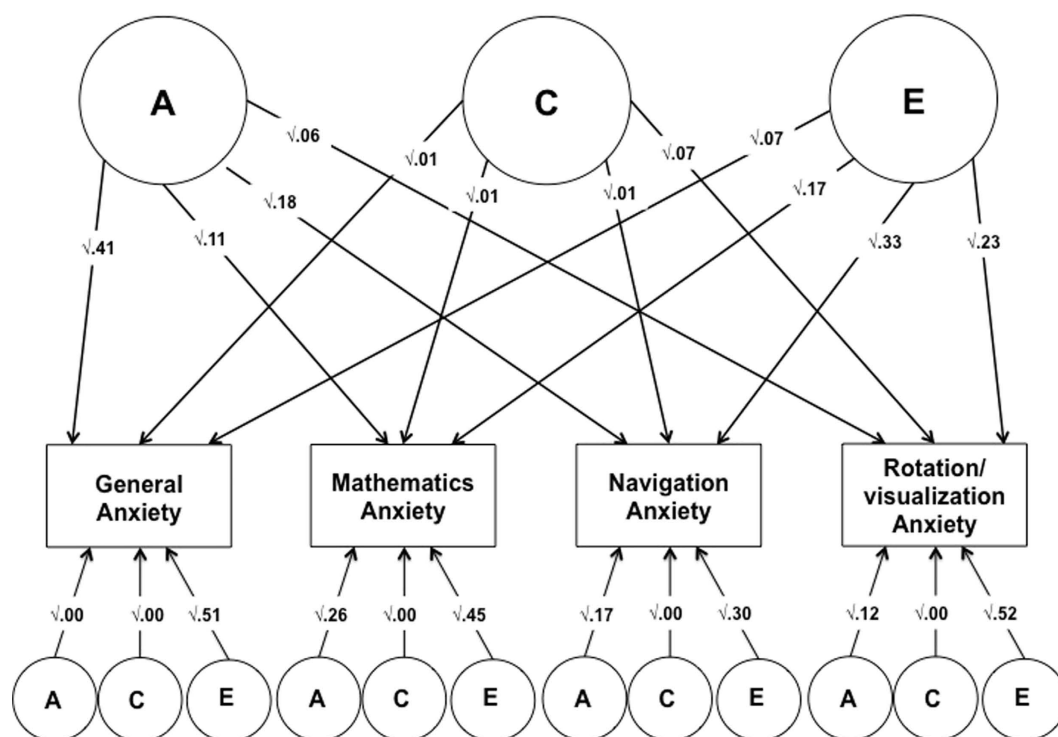 A
C
E
√.06
√.01
√.07
√.07
√.18
√.01
√.01
√.17
√.41
√.11
√.33
√.23
General
Anxiety
Mathematics
Anxiety
Navigation
Anxiety
Rotation/
visualization
Anxiety
√.00
√.00
√.51
√.26
√.00
√.45
√.17
√.00
√.30
√.12
√.00
√.52
A
C
E
A
C
E
A
C
E
A
C
E